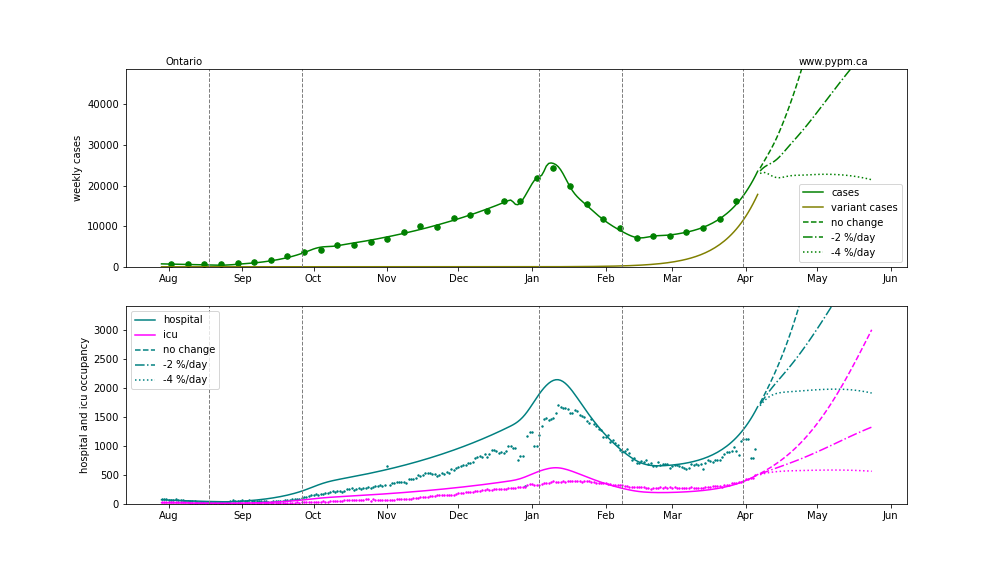 Ontario
www.pypm.ca
weekly cases
40000
30000
20000
10000
0
cases
variant cases
no change
-2 %/day
-4 %/day
Aug Sep Oct Nov Dec Jan Feb Mar Apr May Jun
hospital and icu occupancy
3000
2500
2000
1500
1000
500
0
hospital
icu
no change
-2 %/day
-4 %/day
Aug Sep Oct Nov Dec Jan Feb Mar Apr May Jun